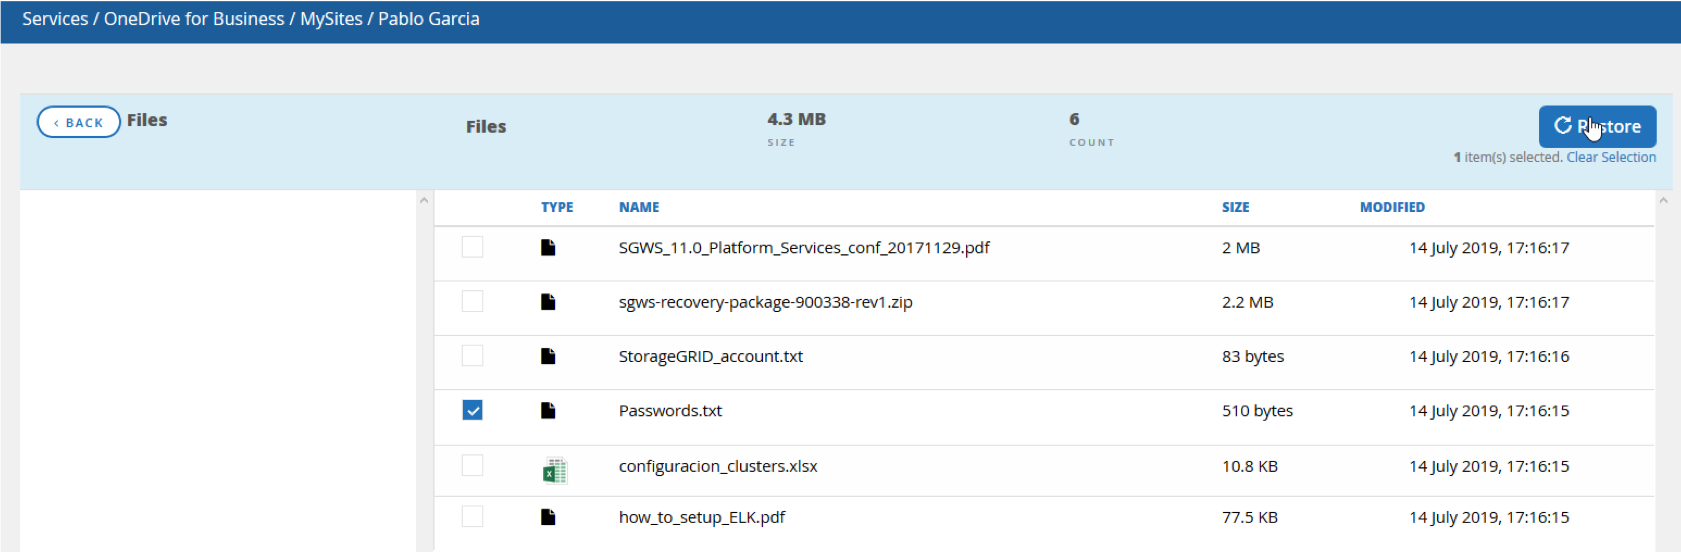 Services / OneDrive for Business / MySites / Pablo Garcia
‹ BACK Files
Files
4.3 MB
SIZE
6
COUNT
Restore
1 item(s) selected. Clear Selection
TYPE NAME SIZE MODIFIED
SGWS_11.0_Platform_Services_conf_20171129.pdf 2 MB 14 July 2019, 17:16:17
sgws-recovery-package-900338-rev1.zip 2.2 MB 14 July 2019, 17:16:17
StorageGRID_account.txt 83 bytes 14 July 2019, 17:16:16
Passwords.txt 510 bytes 14 July 2019, 17:16:15
configuracion_clusters.xlsx 10.8 KB 14 July 2019, 17:16:15
how_to_setup_ELK.pdf 77.5 KB 14 July 2019, 17:16:15